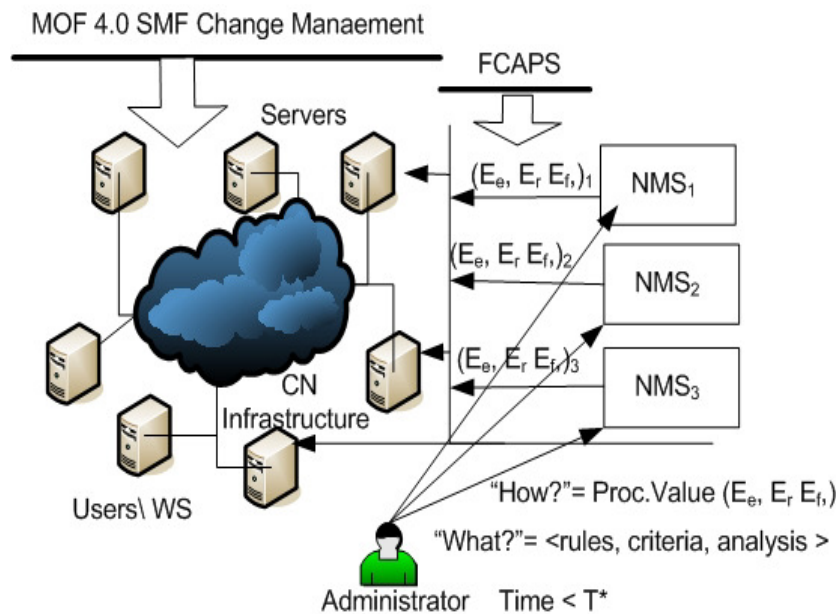 MOF 4.0 SMF Change Manaement
FCAPS
Servers
(Ee, Er Ef,)1
NMS1
(Ee, Er Ef,)2
NMS2
(Ee, Er Ef,)3
NMS3
CN
Infrastructure
Users\ WS
"How?"= Proc.Value (Ee, Er Ef,)
"What?"= <rules, criteria, analysis >
Administrator
Time < T*